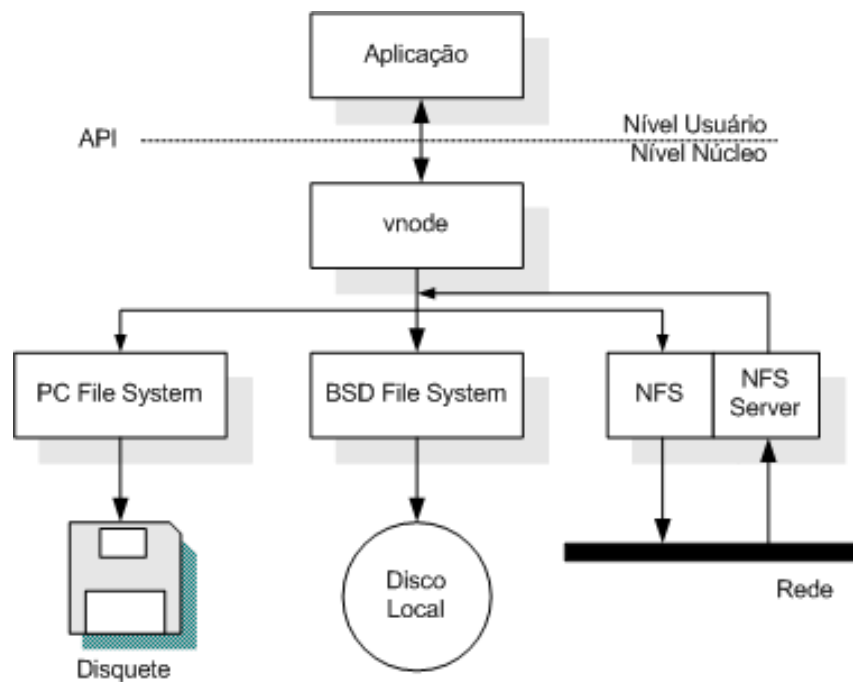 Aplicação
API
Nível Usuário
Nível Núcleo
vnode
PC File System
BSD File System
NFS
NFS
Server
Disco
Local
Rede
Disquete